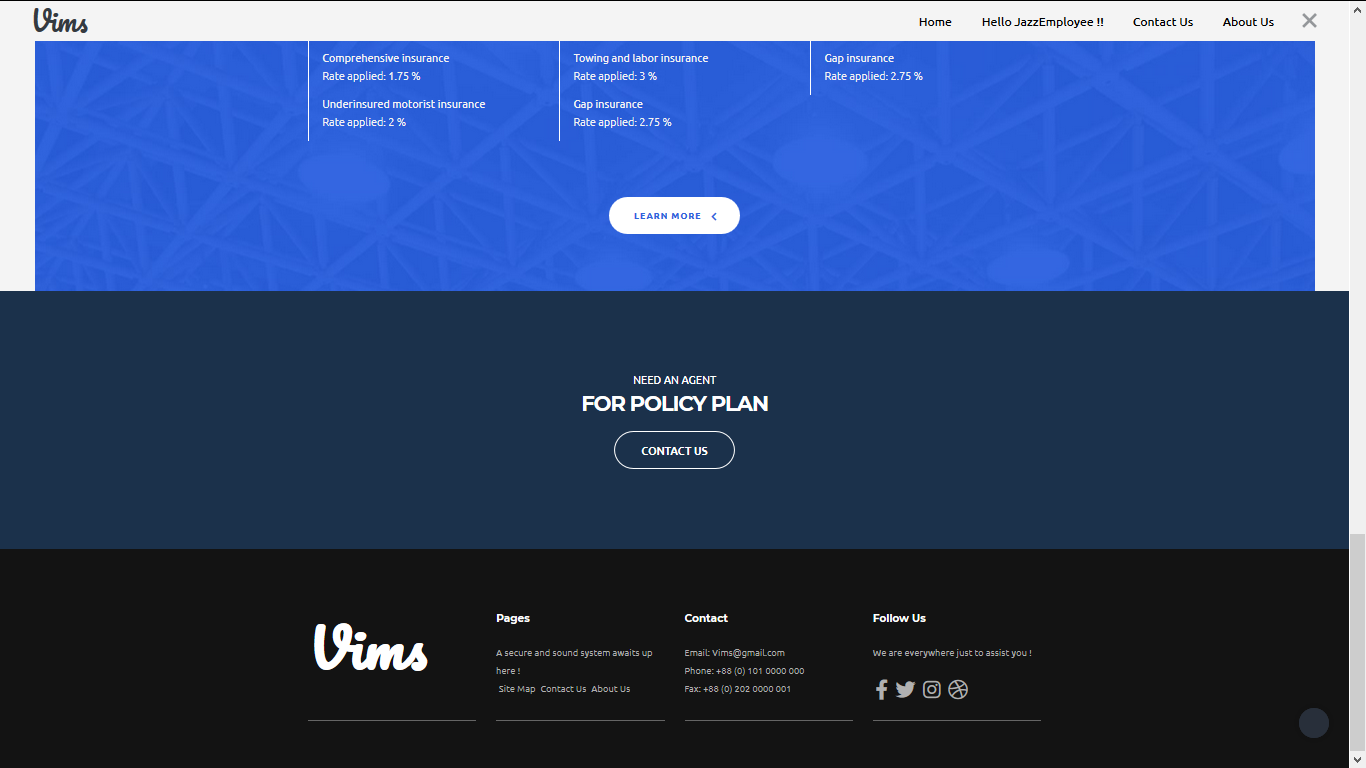 Vims
Home Hello JazzEmployee !! Contact Us About Us
Comprehensive insurance
Rate applied: 1.75 %
Underinsured motorist insurance
Rate applied: 2 %
Towing and labor insurance
Rate applied: 3 %
Gap insurance
Rate applied: 2.75 %
Gap insurance
Rate applied: 2.75 %
LEARN MORE
NEED AN AGENT
FOR POLICY PLAN
CONTACT US
Vims
Pages
A secure and sound system awaits up
here !
Site Map Contact Us About Us
Contact
Email: Vims@gmail.com
Phone: +88 (0) 101 0000 000
Fax: +88 (0) 202 0000 001
Follow Us
We are everywhere just to assist you !